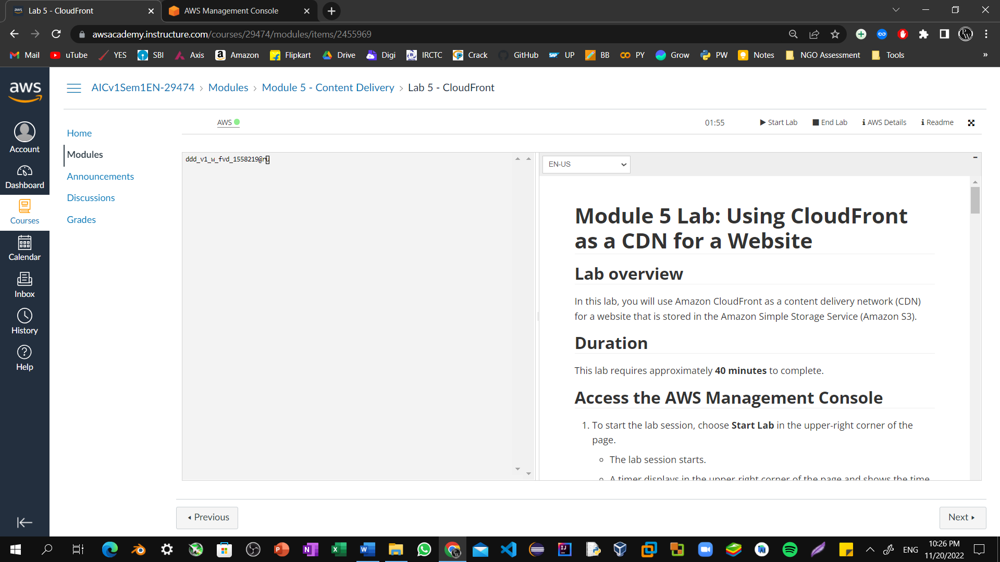 Lab 5 - CloudFront
AWS Management Console
awsacademy.instructure.com/courses/29474/modules/items/2455969
Mail uTube YES SBI Axis Amazon Flipkart Drive Digi IRCTC Crack GitHub UP BB PY Grow PW Notes NGO Assessment Tools »
aws
Account
Dashboard
Courses
Calendar
Inbox
History
Help
AICv1Sem1EN-29474 › Modules › Module 5 - Content Delivery › Lab 5 - CloudFront
Home
Modules
Announcements
Discussions
Grades
AWS
01:55 Start Lab End Lab AWS Details Readme
ddd_v1_w_fvd_1558219@r
EN-US
Module 5 Lab: Using CloudFront
as a CDN for a Website
Lab overview
In this lab, you will use Amazon CloudFront as a content delivery network (CDN)
for a website that is stored in the Amazon Simple Storage Service (Amazon S3).
Duration
This lab requires approximately 40 minutes to complete.
Access the AWS Management Console
1. To start the lab session, choose Start Lab in the upper-right corner of the
page.
The lab session starts.
A timer displays in the upper right corner of the page and shows the time
Previous
Next
ENG
10:26 PM
11/20/2022